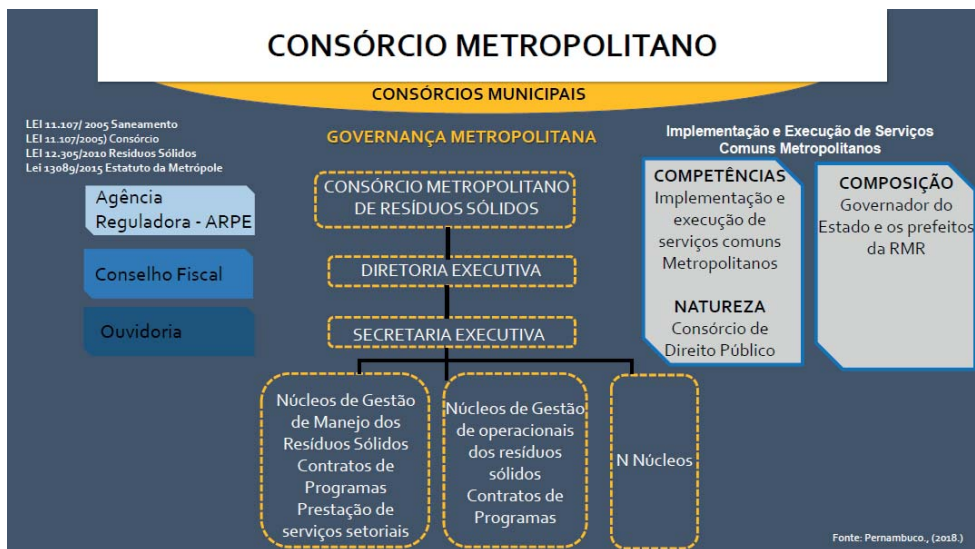 CONSÓRCIO METROPOLITANO
CONSÓRCIOS MUNICIPAIS
LEI 11.107/ 2005 Saneamento
LEI 11.107/2005) Consórcio
LEI 12.305/2010 Resíduos Sólidos
Lei 13089/2015 Estatuto da Metrópole
Agência
Reguladora - ARPE
Conselho Fiscal
Ouvidoria
GOVERNANÇA METROPOLITANA
CONSÓRCIO METROPOLITANO
DE RESÍDUOS SÓLIDOS
DIRETORIA EXECUTIVA
SECRETARIA EXECUTIVA
Núcleos de Gestão
de Manejo dos
Resíduos Sólidos
Contratos de
Programas
Prestação de
serviços setoriais
Núcleos de Gestão
de operacionais
dos resíduos
sólidos
Contratos de
Programas
N Núcleos
Implementação e Execução de Serviços
Comuns Metropolitanos
COMPETÊNCIAS
Implementação e
execução de
serviços comuns
Metropolitanos
NATUREZA
Consórcio de
Direito Público
COMPOSIÇÃO
Governador do
Estado e os prefeitos
da RMR
Fonte: Pernambuco., (2018.)